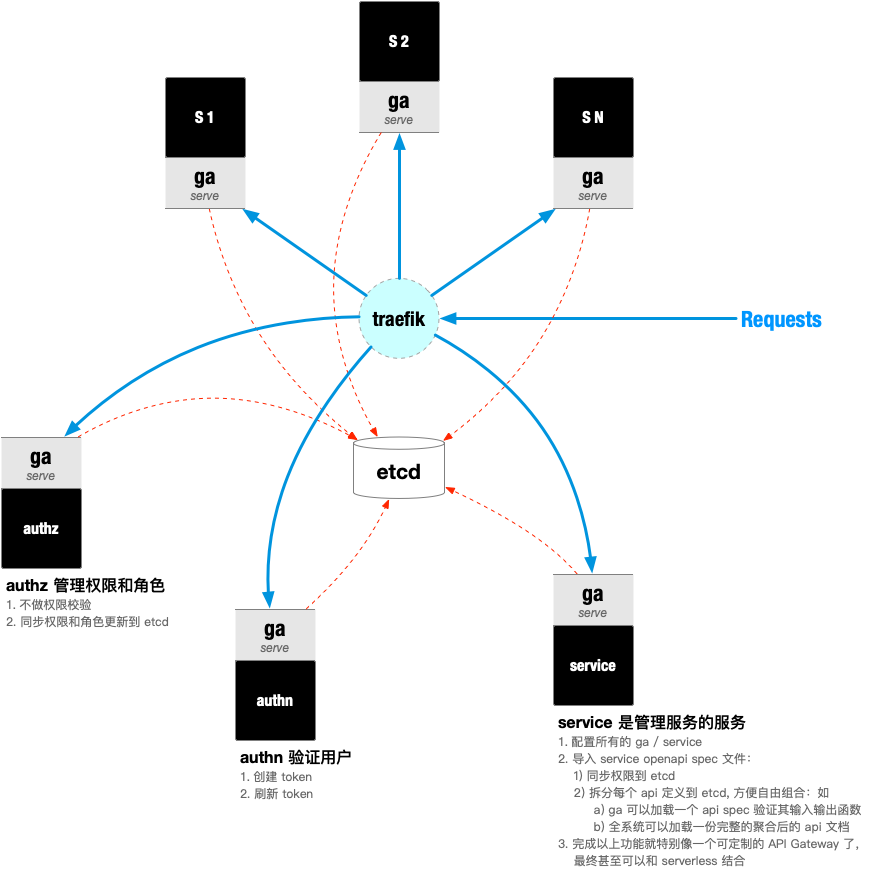 S 2
ga
serve
S 1
ga
serve
S N
ga
serve
traefik
Requests
etcd
ga
serve
authz
authz 管理权限和角色
1. 不做权限校验
2. 同步权限和角色更新到 etcd
ga
serve
authn
authn 验证用户
1. 创建 token
2. 刷新 token
ga
serve
service
service 是管理服务的服务
1. 配置所有的 ga / service
2. 导入 service openapi spec 文件：
1) 同步权限到 etcd
2) 拆分每个 api 定义到 etcd, 方便自由组合：如
a) ga 可以加载一个 api spec 验证其输入输出函数
b) 全系统可以加载一份完整的聚合后的 api 文档
3. 完成以上功能就特别像一个可定制的 API Gateway 了，
最终甚至可以和 serverless 结合